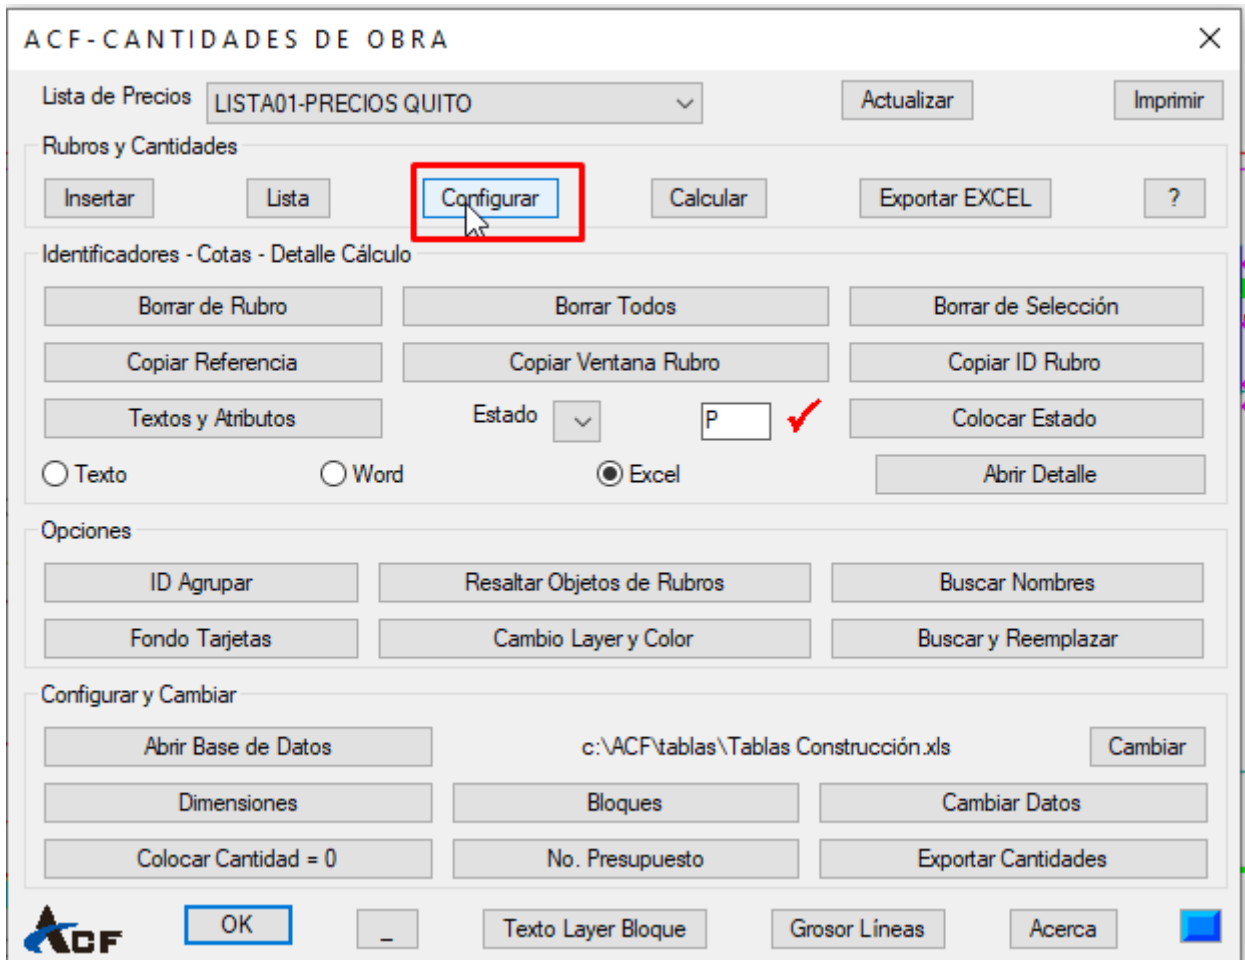 ACF-CANTIDADES DE OBRA
Lista de Precios LISTA01-PRECIOS QUITO Actualizar Imprimir
Rubros y Cantidades
Insertar Lista Configurar Calcular Exportar EXCEL ?
Identificadores - Cotas - Detalle Cálculo
Borrar de Rubro Borrar Todos Borrar de Selección
Copiar Referencia Copiar Ventana Rubro Copiar ID Rubro
Textos y Atributos Estado P Colocar Estado
Texto Word Excel Abrir Detalle
Opciones
ID Agrupar Resaltar Objetos de Rubros Buscar Nombres
Fondo Tarjetas Cambio Layer y Color Buscar y Reemplazar
Configurar y Cambiar
Abrir Base de Datos c:\ACF\tablas\Tablas Construcción.xls Cambiar
Dimensiones Bloques Cambiar Datos
Colocar Cantidad = 0 No. Presupuesto Exportar Cantidades
ACF OK _ Texto Layer Bloque Grosor Líneas Acerca